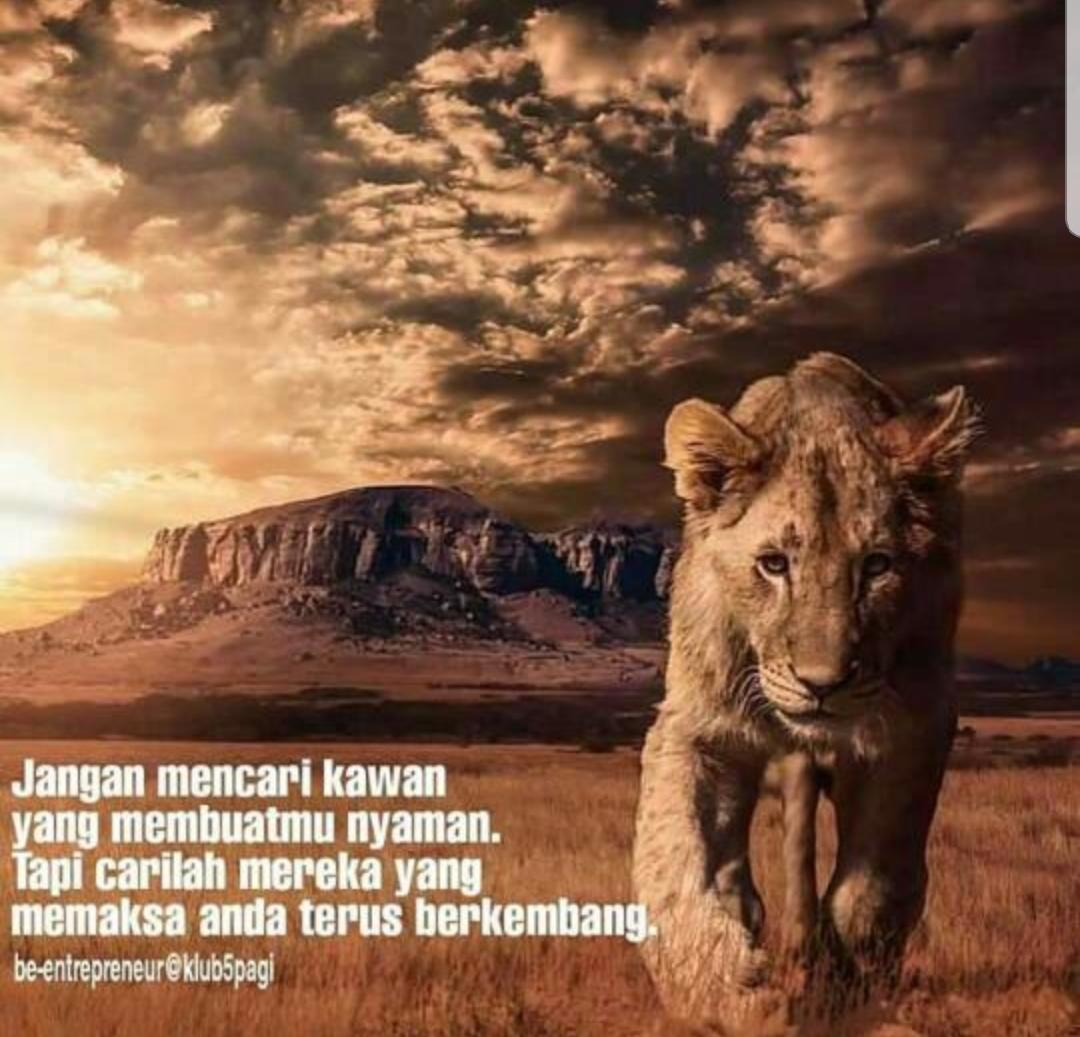 Jangan mencari kawan
yang membuatmu nyaman.
Tapi carilah mereka yang
memaksa anda terus berkembang.
be-entrepreneur@klub5pagi